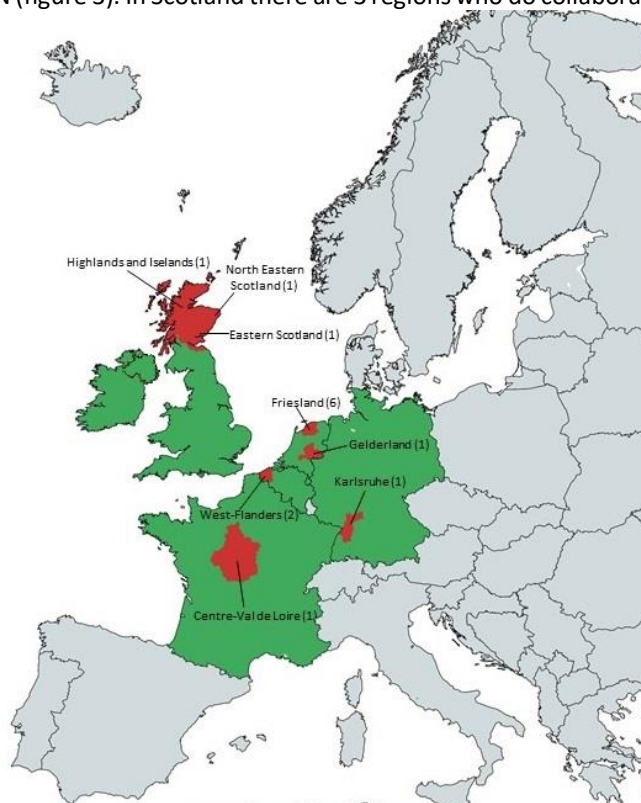 N (figure 3). In Scotland there are 3 regions who do collabora
Highlands and Iselands (1)
North Eastern
Scotland (1)
Eastern Scotland (1)
Friesland (6)
Gelderland (1)
Karlsruhe (1)
West-Flanders (2)
Centre-Val de Loire (1)